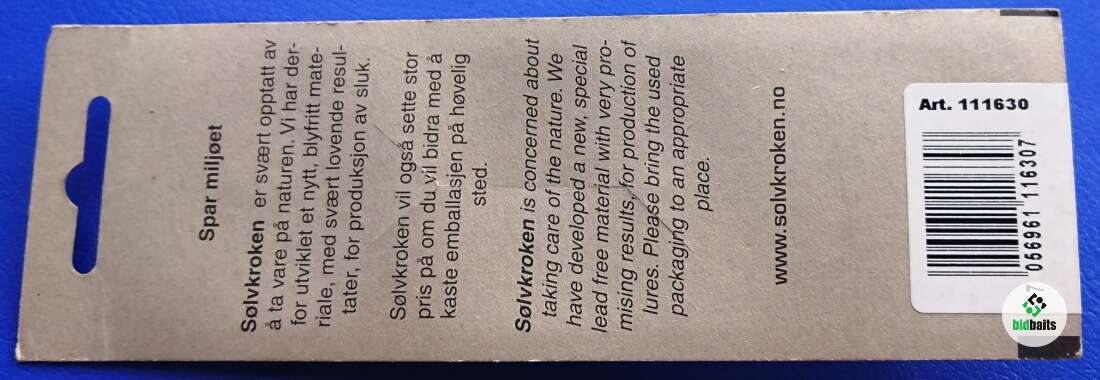 Spar miljøet
Sølvkroken er svært opptatt av
å ta vare på naturen. Vi har der-
for utviklet et nytt, blyfritt mate-
riale, med svært lovende resul-
tater, for produksjon av sluk.
Sølvkroken vil også sette stor
pris på om du vil bidra med å
kaste emballasjen på høvelig
sted.
Sølvkroken is concerned about
taking care of the nature. We
have developed a new, special
lead free material with very pro-
mising results, for production of
lures. Please bring the used
packaging to an appropriate
place.
www.solvkroken.no
Art. 111630
7 056961 116307
bidbaits